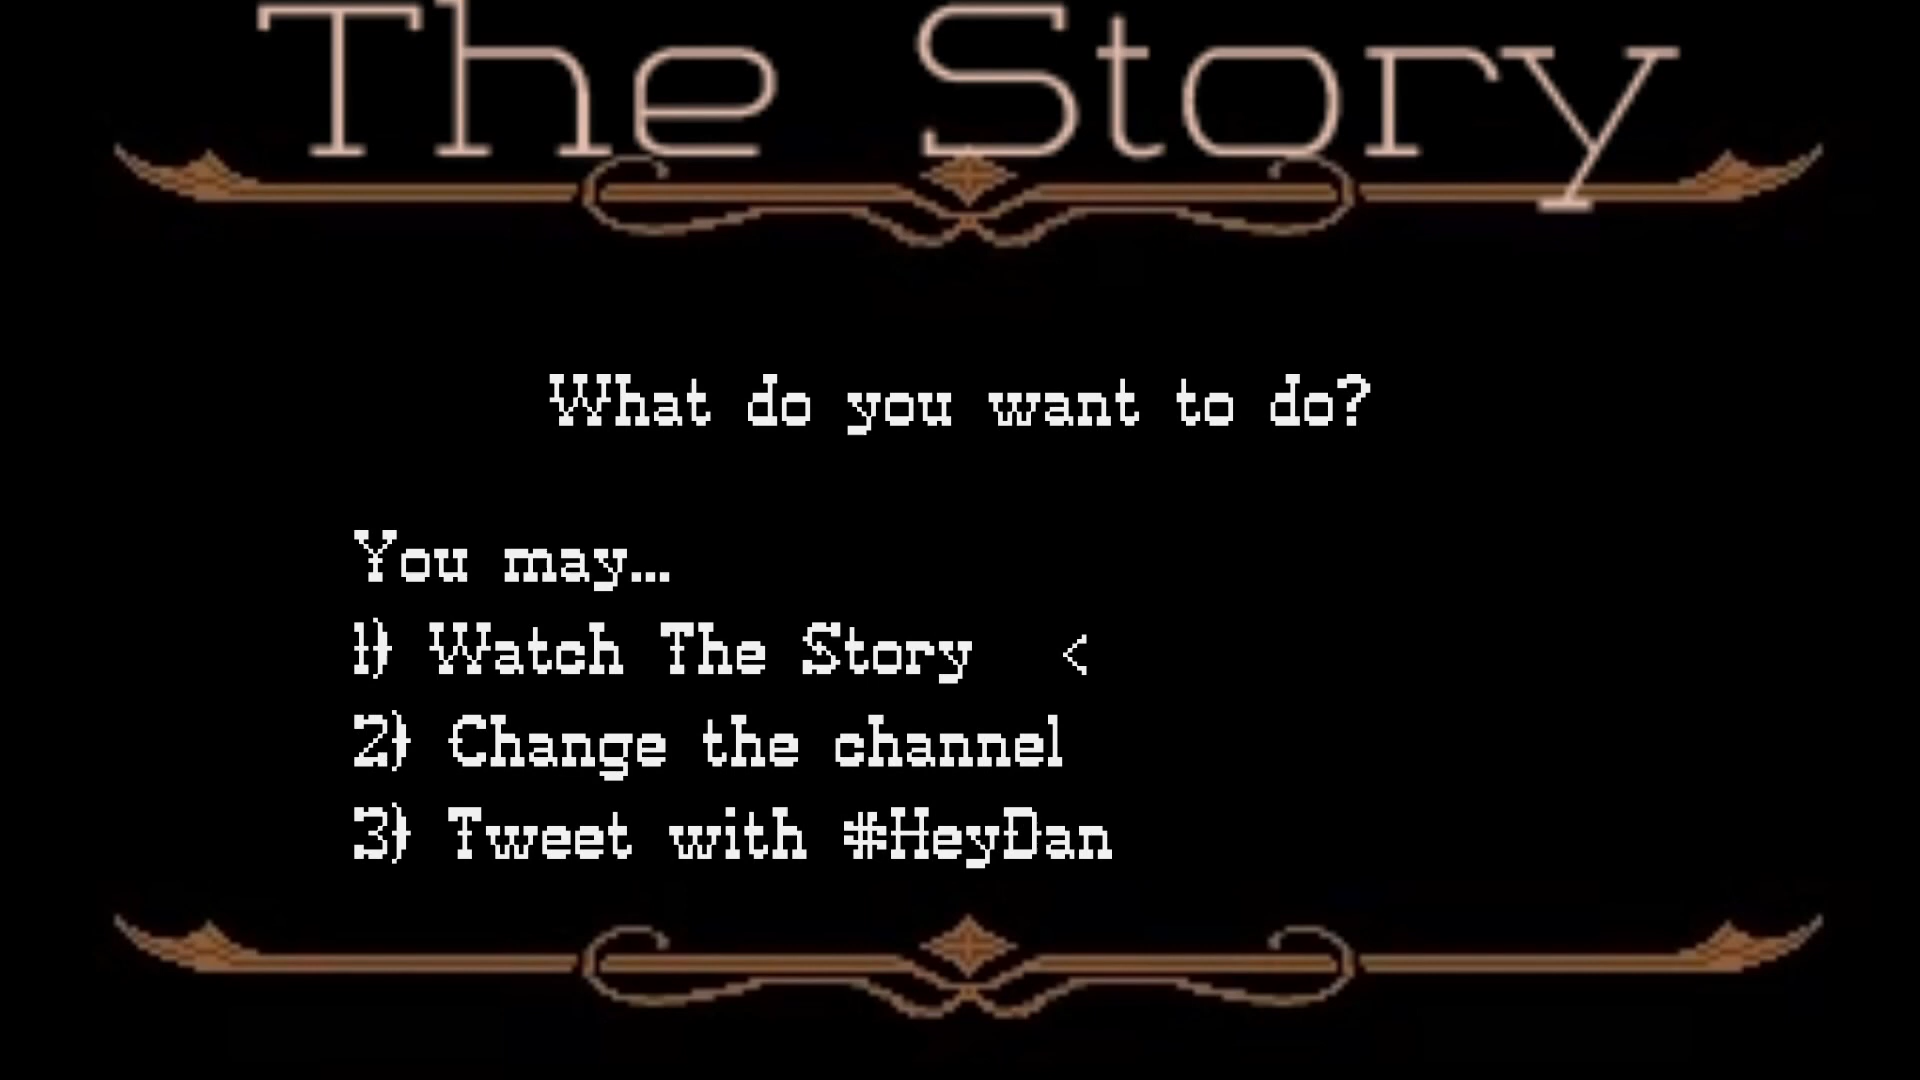 The Story
What do you want to do?
You may...
1) Watch The Story <
2) Change the channel
3) Tweet with #HeyDan